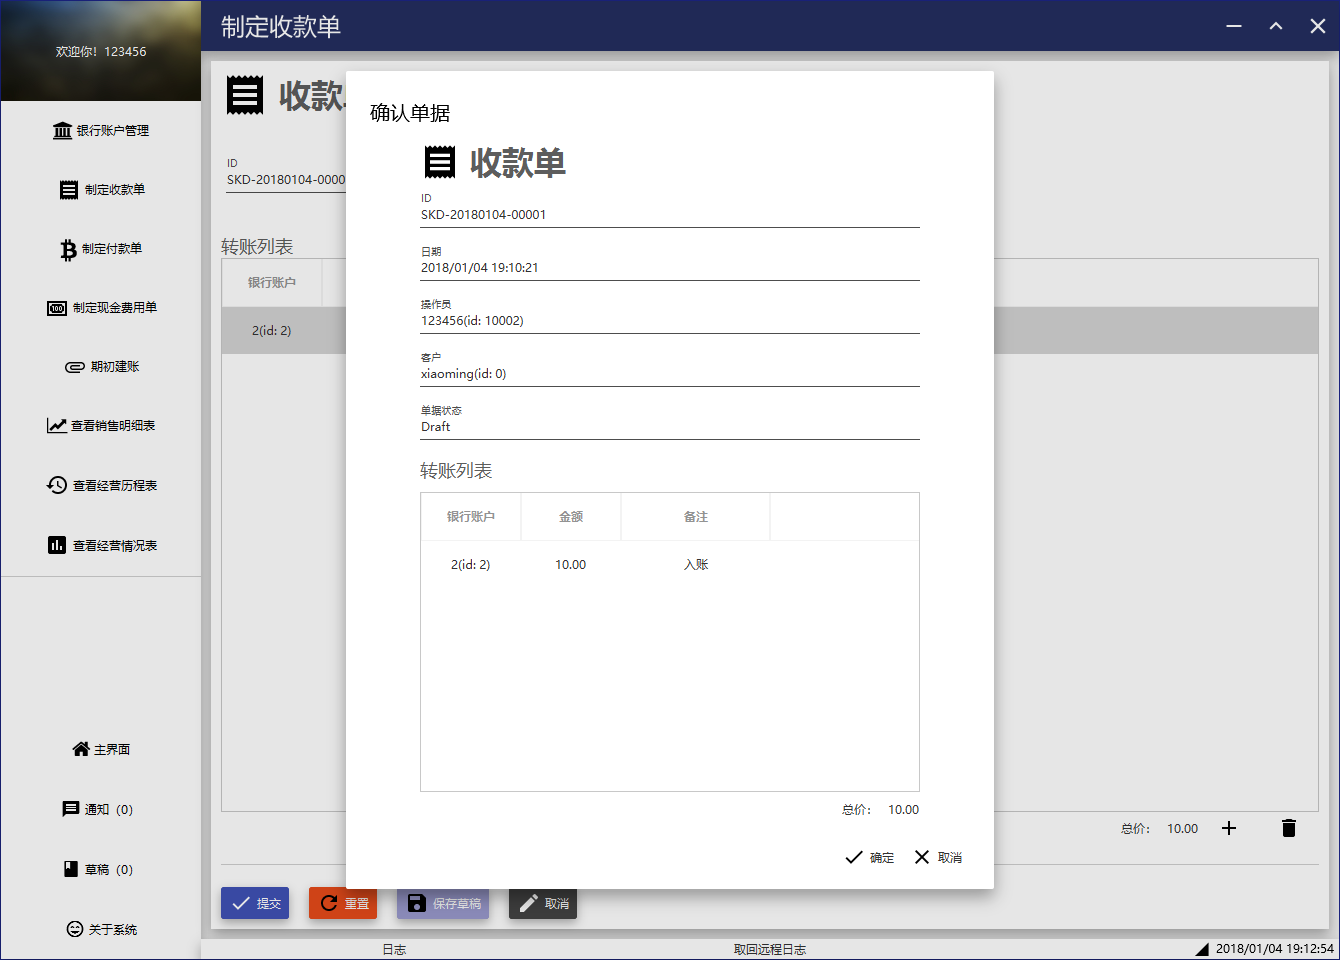 欢迎你！123456
制定收款单
银行账户管理
制定收款单
制定付款单
制定现金费用单
期初建账
查看销售明细表
查看经营历程表
查看经营情况表
主界面
通知（0）
草稿（0）
关于系统
收款
ID
SKD-20180104-0000
转账列表
银行账户
2(id: 2)
总价： 10.00
提交
重置
保存草稿
取消
确认单据
收款单
ID
SKD-20180104-00001
日期
2018/01/04 19:10:21
操作员
123456(id: 10002)
客户
xiaoming(id: 0)
单据状态
Draft
转账列表
银行账户 金额 备注
2(id: 2) 10.00 入账
总价： 10.00
确定 取消
日志 取回远程日志 2018/01/04 19:12:54